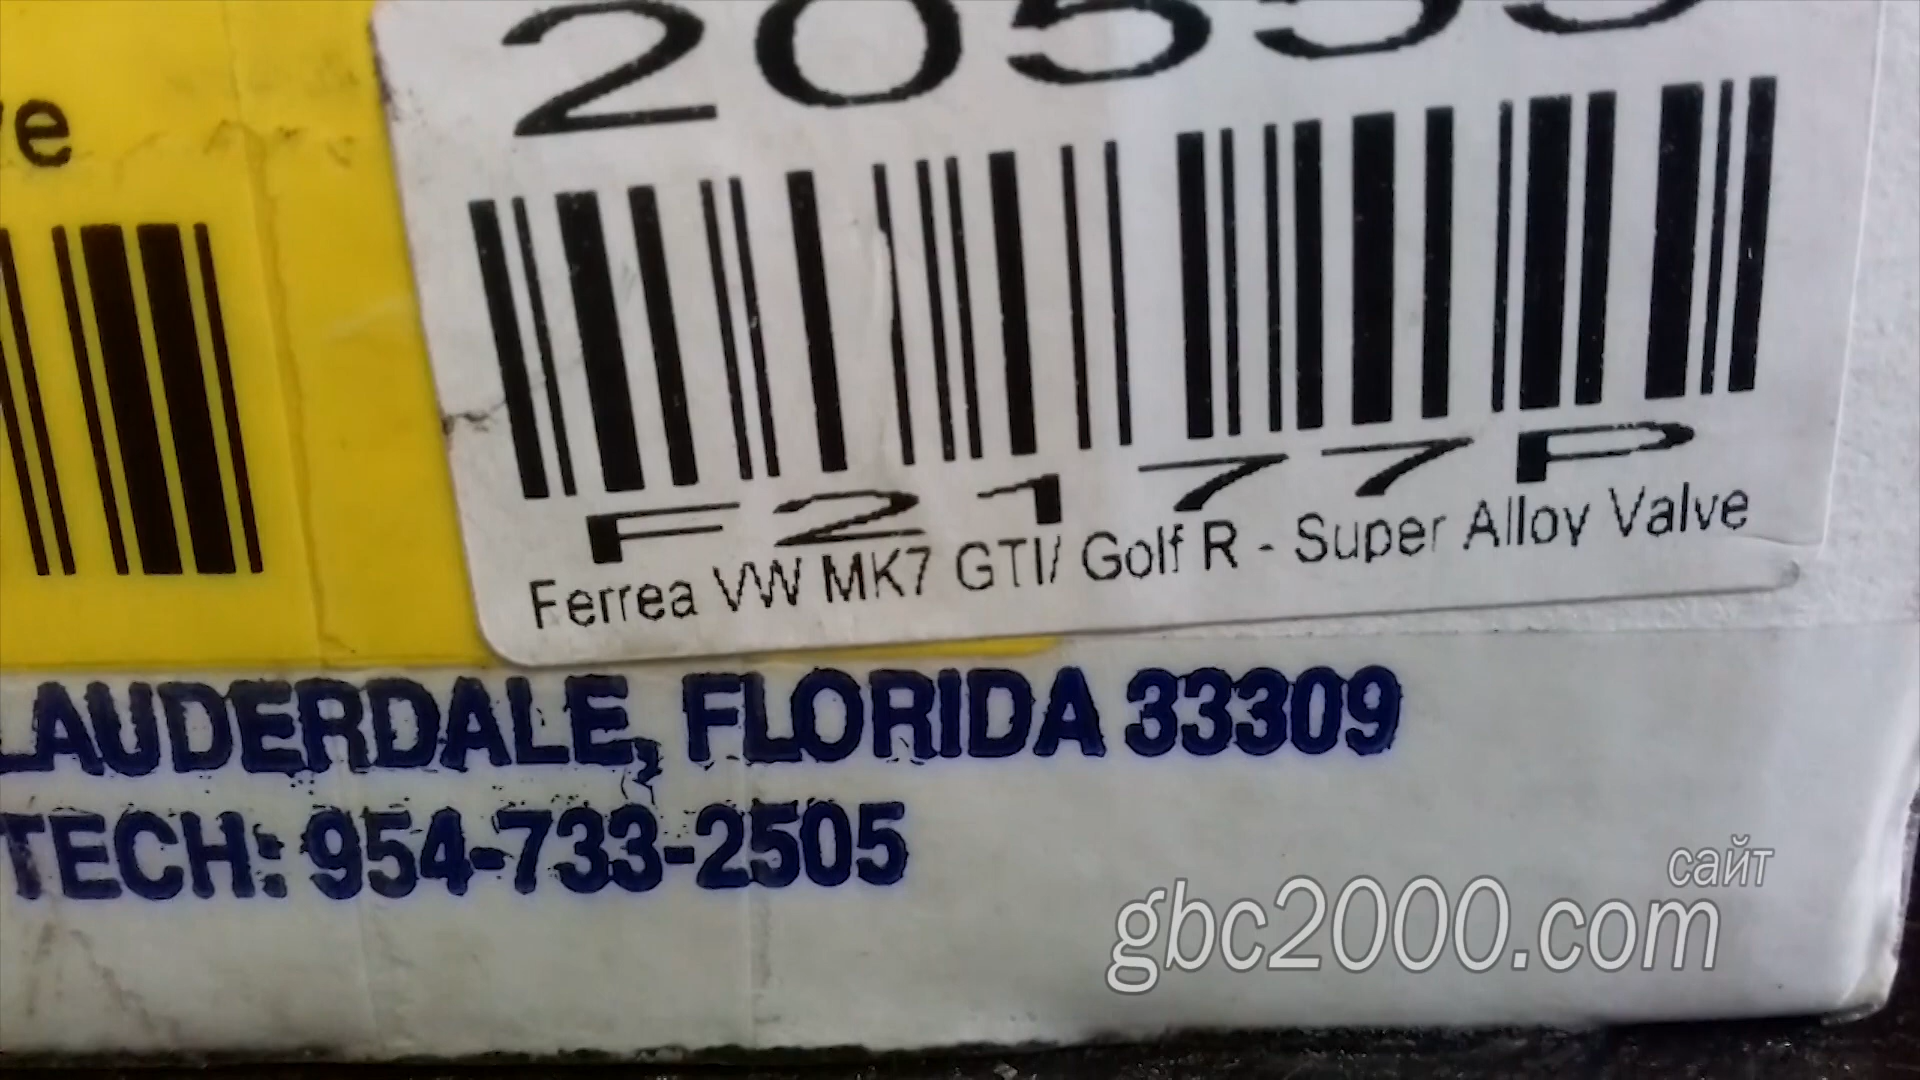 F2177P
Ferrea VW MK7 GTI/ Golf R - Super Alloy Valve
LAUDERDALE, FLORIDA 33309
TECH: 954-733-2505
сайт
gbc2000.com